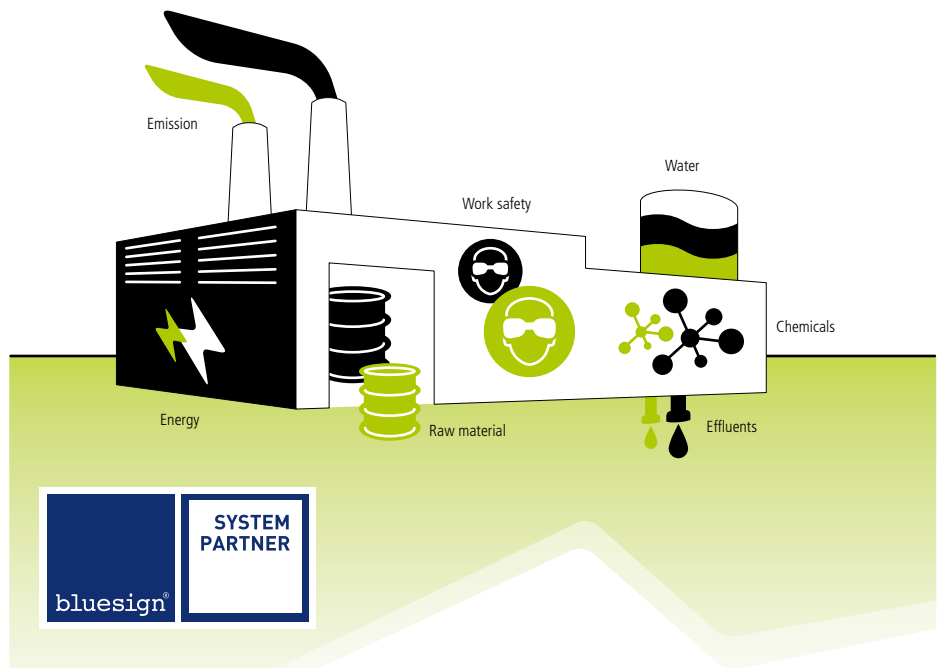 Emission
Water
Work safety
Chemicals
Energy
Raw material
Effluents
SYSTEM
PARTNER
bluesign®